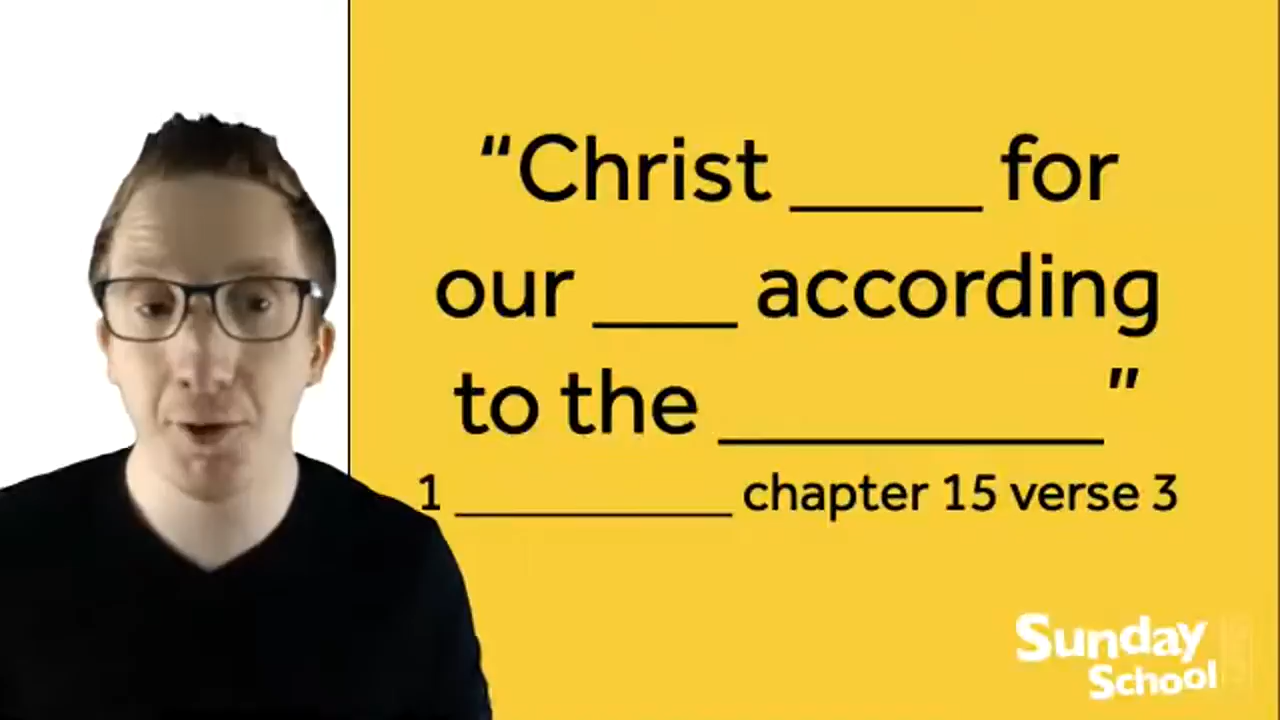 “Christ _____ for
our ____ according
to the __________”
1 __________ chapter 15 verse 3
Sunday
School